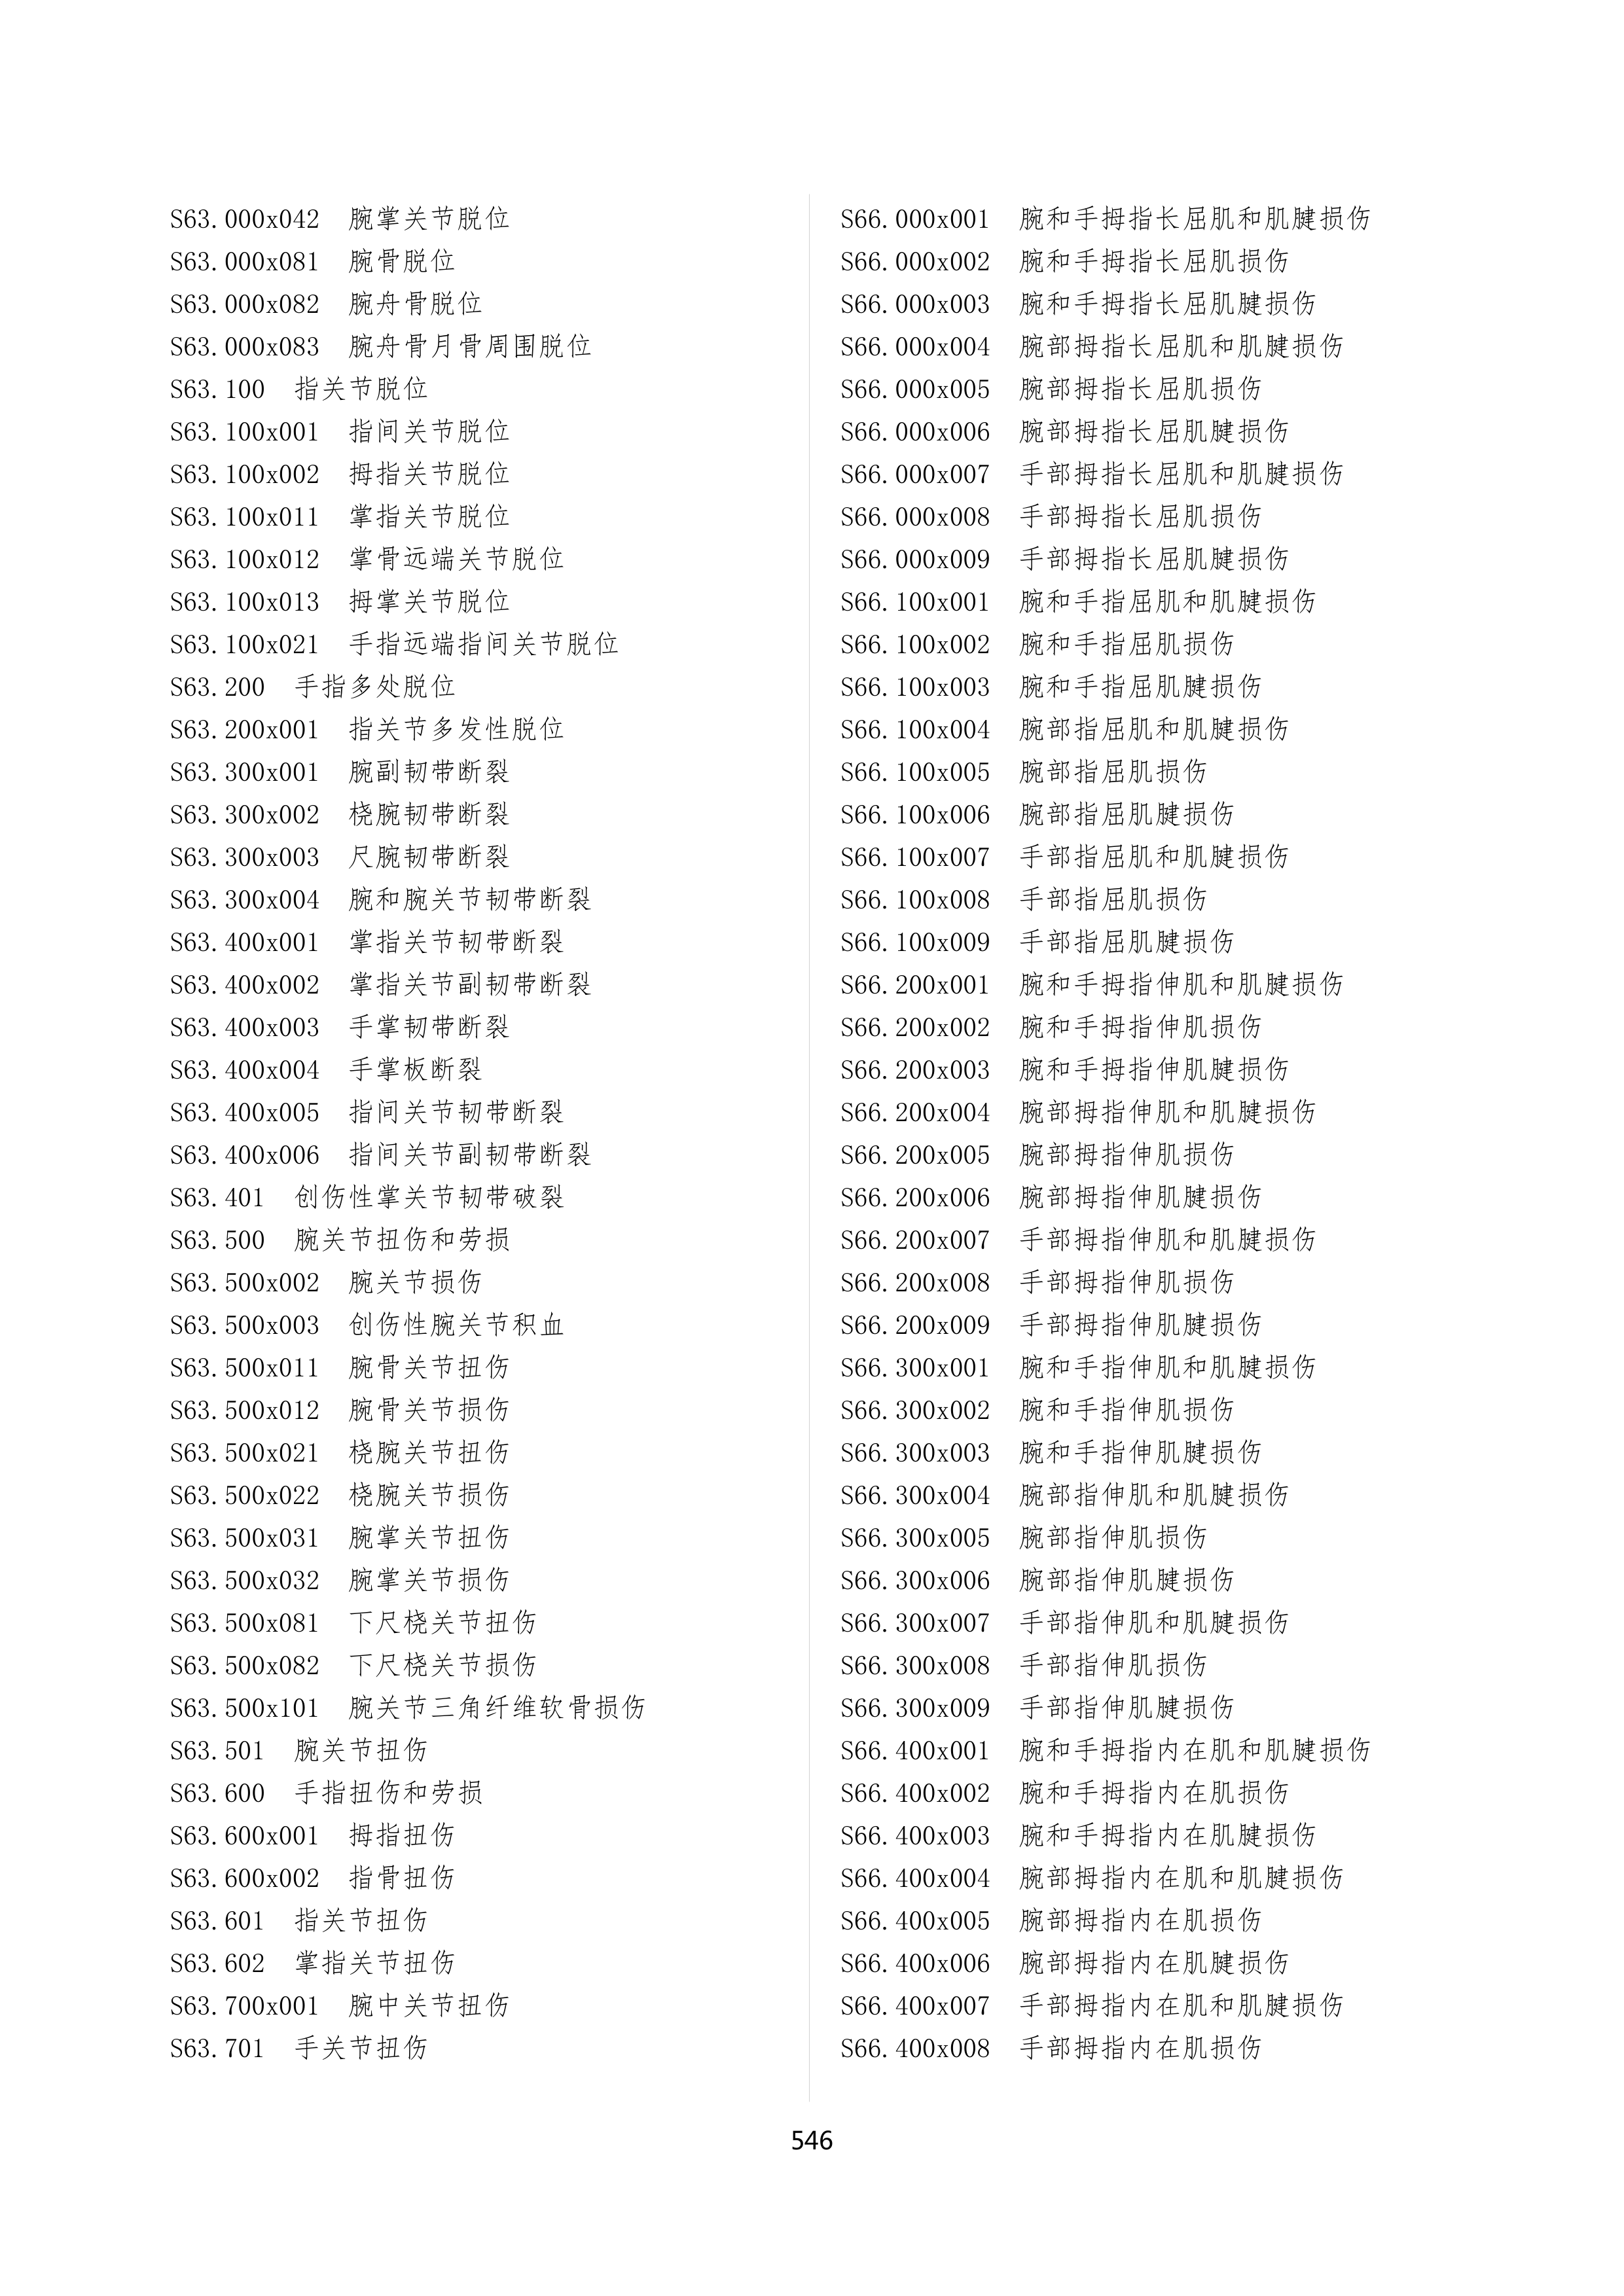 S63.000x042 腕掌关节脱位
S63.000x081 腕骨脱位
S63.000x082 腕舟骨脱位
S63.000x083 腕舟骨月骨周围脱位
S63.100 指关节脱位
S63.100x001 指间关节脱位
S63.100x002 拇指关节脱位
S63.100x011 掌指关节脱位
S63.100x012 掌骨远端关节脱位
S63.100x013 拇掌关节脱位
S63.100x021 手指远端指间关节脱位
S63.200 手指多处脱位
S63.200x001 指关节多发性脱位
S63.300x001 腕副韧带断裂
S63.300x002 桡腕韧带断裂
S63.300x003 尺腕韧带断裂
S63.300x004 腕和腕关节韧带断裂
S63.400x001 掌指关节韧带断裂
S63.400x002 掌指关节副韧带断裂
S63.400x003 手掌韧带断裂
S63.400x004 手掌板断裂
S63.400x005 指间关节韧带断裂
S63.400x006 指间关节副韧带断裂
S63.401 创伤性掌关节韧带破裂
S63.500 腕关节扭伤和劳损
S63.500x002 腕关节损伤
S63.500x003 创伤性腕关节积血
S63.500x011 腕骨关节扭伤
S63.500x012 腕骨关节损伤
S63.500x021 桡腕关节扭伤
S63.500x022 桡腕关节损伤
S63.500x031 腕掌关节扭伤
S63.500x032 腕掌关节损伤
S63.500x081 下尺桡关节扭伤
S63.500x082 下尺桡关节损伤
S63.500x101 腕关节三角纤维软骨损伤
S63.501 腕关节扭伤
S63.600 手指扭伤和劳损
S63.600x001 拇指扭伤
S63.600x002 指骨扭伤
S63.601 指关节扭伤
S63.602 掌指关节扭伤
S63.700x001 腕中关节扭伤
S63.701 手关节扭伤
S66.000x001 腕和手拇指长屈肌和肌腱损伤
S66.000x002 腕和手拇指长屈肌损伤
S66.000x003 腕和手拇指长屈肌腱损伤
S66.000x004 腕部拇指长屈肌和肌腱损伤
S66.000x005 腕部拇指长屈肌损伤
S66.000x006 腕部拇指长屈肌腱损伤
S66.000x007 手部拇指长屈肌和肌腱损伤
S66.000x008 手部拇指长屈肌损伤
S66.000x009 手部拇指长屈肌腱损伤
S66.100x001 腕和手指屈肌和肌腱损伤
S66.100x002 腕和手指屈肌损伤
S66.100x003 腕和手指屈肌腱损伤
S66.100x004 腕部指屈肌和肌腱损伤
S66.100x005 腕部指屈肌损伤
S66.100x006 腕部指屈肌腱损伤
S66.100x007 手部指屈肌和肌腱损伤
S66.100x008 手部指屈肌损伤
S66.100x009 手部指屈肌腱损伤
S66.200x001 腕和手拇指伸肌和肌腱损伤
S66.200x002 腕和手拇指伸肌损伤
S66.200x003 腕和手拇指伸肌腱损伤
S66.200x004 腕部拇指伸肌和肌腱损伤
S66.200x005 腕部拇指伸肌损伤
S66.200x006 腕部拇指伸肌腱损伤
S66.200x007 手部拇指伸肌和肌腱损伤
S66.200x008 手部拇指伸肌损伤
S66.200x009 手部拇指伸肌腱损伤
S66.300x001 腕和手指伸肌和肌腱损伤
S66.300x002 腕和手指伸肌损伤
S66.300x003 腕和手指伸肌腱损伤
S66.300x004 腕部指伸肌和肌腱损伤
S66.300x005 腕部指伸肌损伤
S66.300x006 腕部指伸肌腱损伤
S66.300x007 手部指伸肌和肌腱损伤
S66.300x008 手部指伸肌损伤
S66.300x009 手部指伸肌腱损伤
S66.400x001 腕和手拇指内在肌和肌腱损伤
S66.400x002 腕和手拇指内在肌损伤
S66.400x003 腕和手拇指内在肌腱损伤
S66.400x004 腕部拇指内在肌和肌腱损伤
S66.400x005 腕部拇指内在肌损伤
S66.400x006 腕部拇指内在肌腱损伤
S66.400x007 手部拇指内在肌和肌腱损伤
S66.400x008 手部拇指内在肌损伤
546